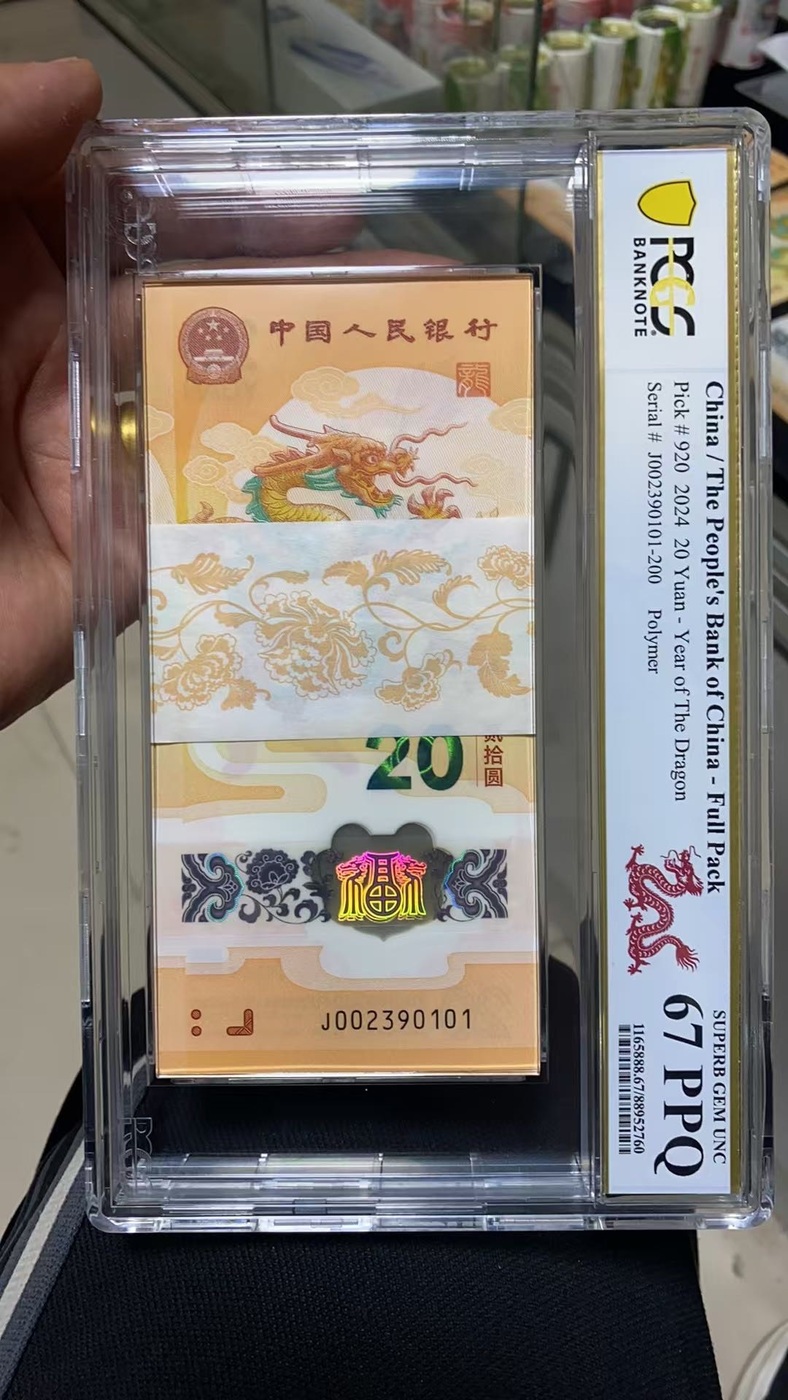 中国人民银行
龍
20
贰拾圆
福
J002390101
PCGS
BANKNOTE
China / The People's Bank of China - Full Pack
Pick # 920 2024 20 Yuan - Year of The Dragon
Serial # J002390101-200 Polymer
SUPERB GEM UNC
67 PPQ
1165888.67/88952760